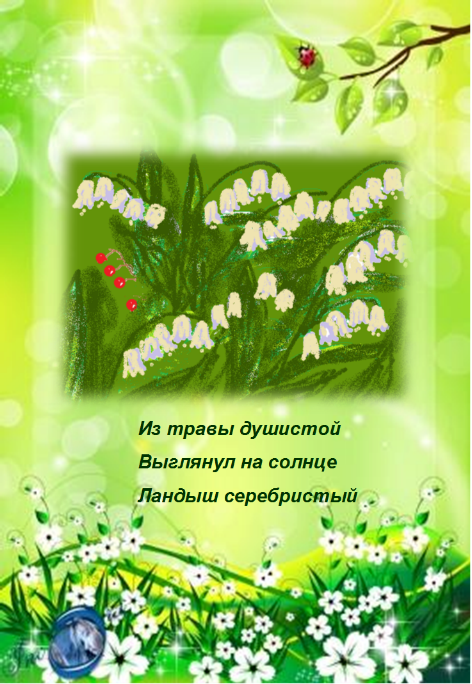 Из травы душистой
Выглянул на солнце
Ландыш серебристый